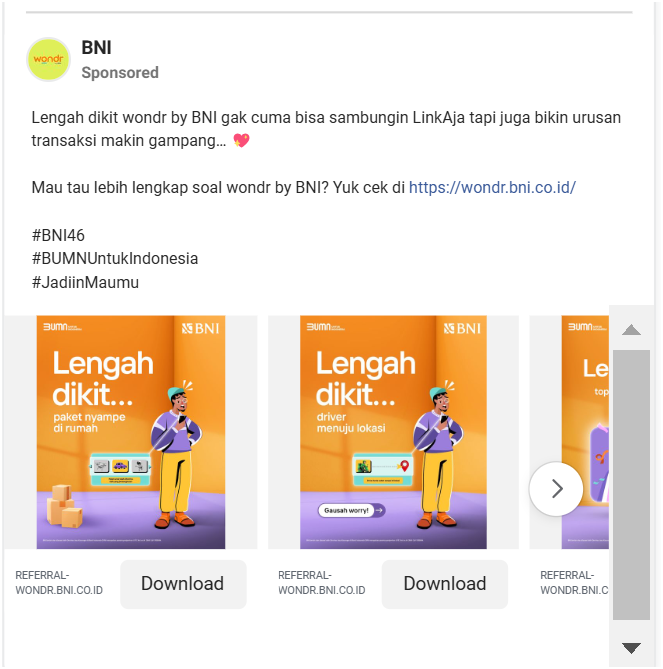 wondr
BNI
Sponsored
Lengah dikit wondr by BNI gak cuma bisa sambungin LinkAja tapi juga bikin urusan
transaksi makin gampang... 💖
Mau tau lebih lengkap soal wondr by BNI? Yuk cek di https://wondr.bni.co.id/
#BNI46
#BUMNUntukIndonesia
#JadiinMaumu
BUMN
BNI
Lengah
dikit...
paket nyampe
di rumah
BUMN
BNI
Lengah
dikit...
driver
menuju lokasi
Gausah worry!
BUMN
Le
top
REFERRAL-
WONDR.BNI.CO.ID
Download
REFERRAL-
WONDR.BNI.CO.ID
Download
REFERRAL-
WONDR.BNI.C